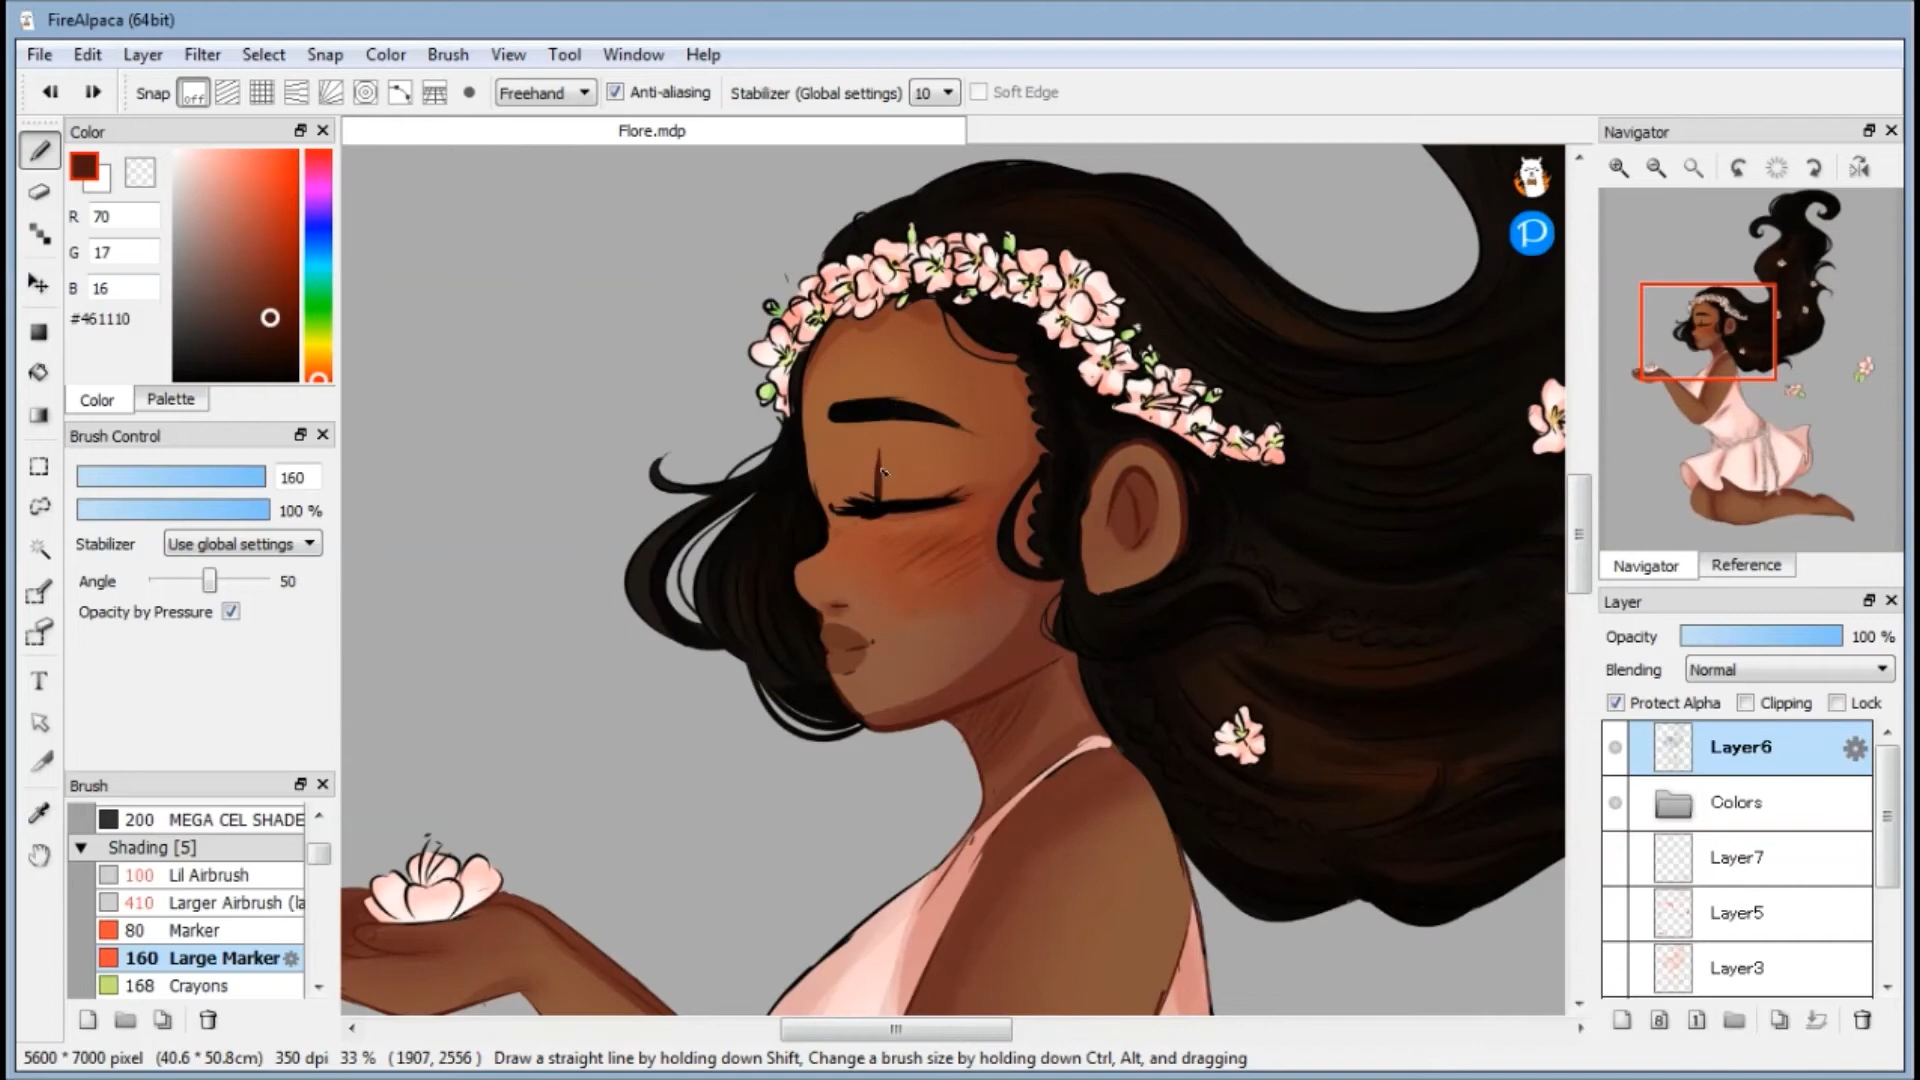 FireAlpaca (64bit)
File Edit Layer Filter Select Snap Color Brush View Tool Window Help
Snap off Freehand Anti-aliasing Stabilizer (Global settings) 10 Soft Edge
Color
R 70
G 17
B 16
#461110
Color Palette
Brush Control
160
100 %
Stabilizer Use global settings
Angle 50
Opacity by Pressure
Brush
200 MEGA CEL SHADE
Shading [5]
100 Lil Airbrush
410 Larger Airbrush (la
80 Marker
160 Large Marker
168 Crayons
Flore.mdp
P
Navigator
Navigator Reference
Layer
Opacity 100 %
Blending Normal
Protect Alpha Clipping Lock
Layer6
Colors
Layer7
Layer5
Layer3
8 1
5600 * 7000 pixel (40.6 * 50.8cm) 350 dpi 33 % ( 1907, 2556 ) Draw a straight line by holding down Shift, Change a brush size by holding down Ctrl, Alt, and dragging